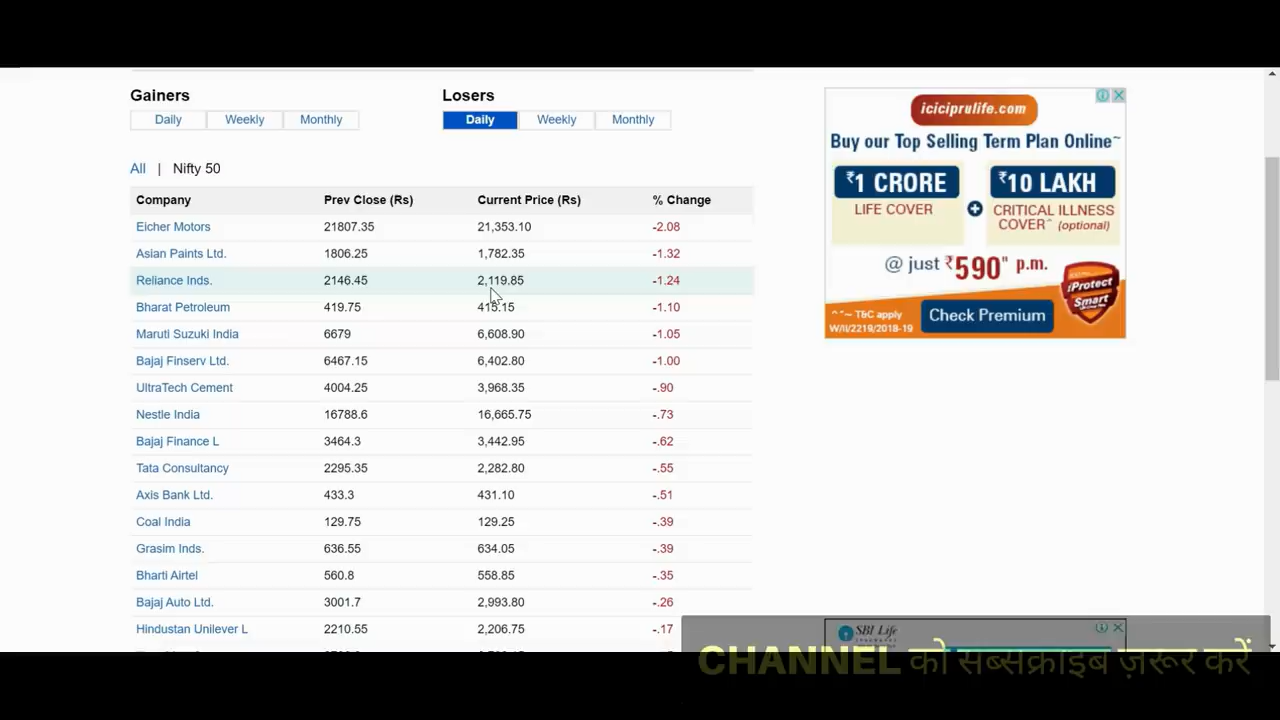 Gainers Losers
Daily Weekly Monthly Daily Weekly Monthly
All | Nifty 50
Company Prev Close (Rs) Current Price (Rs) % Change
Eicher Motors 21807.35 21,353.10 -2.08
Asian Paints Ltd. 1806.25 1,782.35 -1.32
Reliance Inds. 2146.45 2,119.85 -1.24
Bharat Petroleum 419.75 415.15 -1.10
Maruti Suzuki India 6679 6,608.90 -1.05
Bajaj Finserv Ltd. 6467.15 6,402.80 -1.00
UltraTech Cement 4004.25 3,968.35 -.90
Nestle India 16788.6 16,665.75 -.73
Bajaj Finance L 3464.3 3,442.95 -.62
Tata Consultancy 2295.35 2,282.80 -.55
Axis Bank Ltd. 433.3 431.10 -.51
Coal India 129.75 129.25 -.39
Grasim Inds. 636.55 634.05 -.39
Bharti Airtel 560.8 558.85 -.35
Bajaj Auto Ltd. 3001.7 2,993.80 -.26
Hindustan Unilever L 2210.55 2,206.75 -.17
iciciprulife.com
Buy our Top Selling Term Plan Online~
₹1 CRORE ₹10 LAKH
LIFE COVER + CRITICAL ILLNESS
COVER^ (optional)
@ just ₹590" p.m.
iProtect
Smart
^^~ T&C apply
W/II/2219/2018-19
Check Premium
SBI Life
CHANNEL को सब्सक्राइब ज़रूर करें